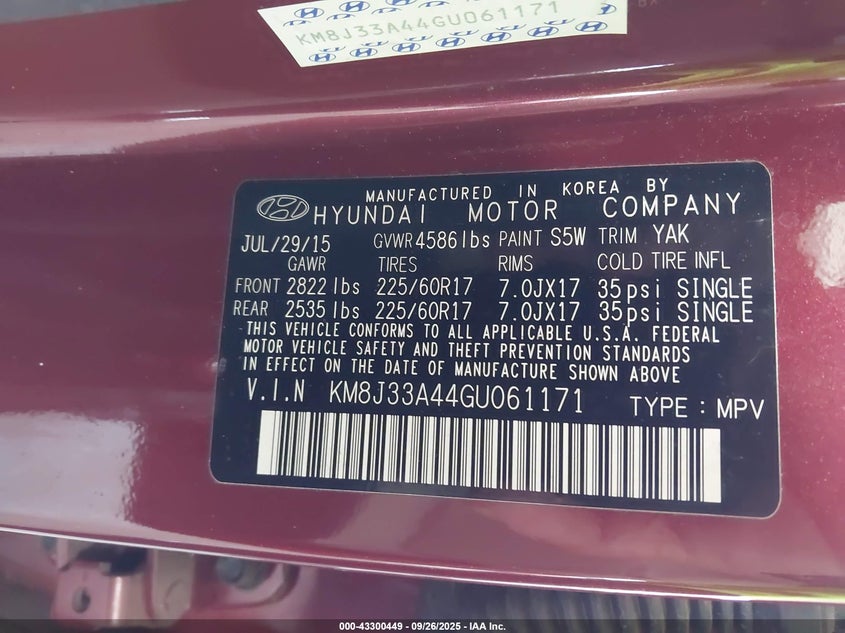 KM8J33A44GU061171
MANUFACTURED IN KOREA BY
HYUNDAI MOTOR COMPANY
JUL/29/15 GVWR 4586lbs PAINT S5W TRIM YAK
GAWR TIRES RIMS COLD TIRE INFL
FRONT 2822 lbs 225/60R17 7.0JX17 35psi SINGLE
REAR 2535 lbs 225/60R17 7.0JX17 35psi SINGLE
THIS VEHICLE CONFORMS TO ALL APPLICABLE U.S.A. FEDERAL
MOTOR VEHICLE SAFETY AND THEFT PREVENTION STANDARDS
IN EFFECT ON THE DATE OF MANUFACTURE SHOWN ABOVE
V.I.N KM8J33A44GU061171 TYPE : MPV
000-43300449 - 09/26/2025 - IAA Inc.